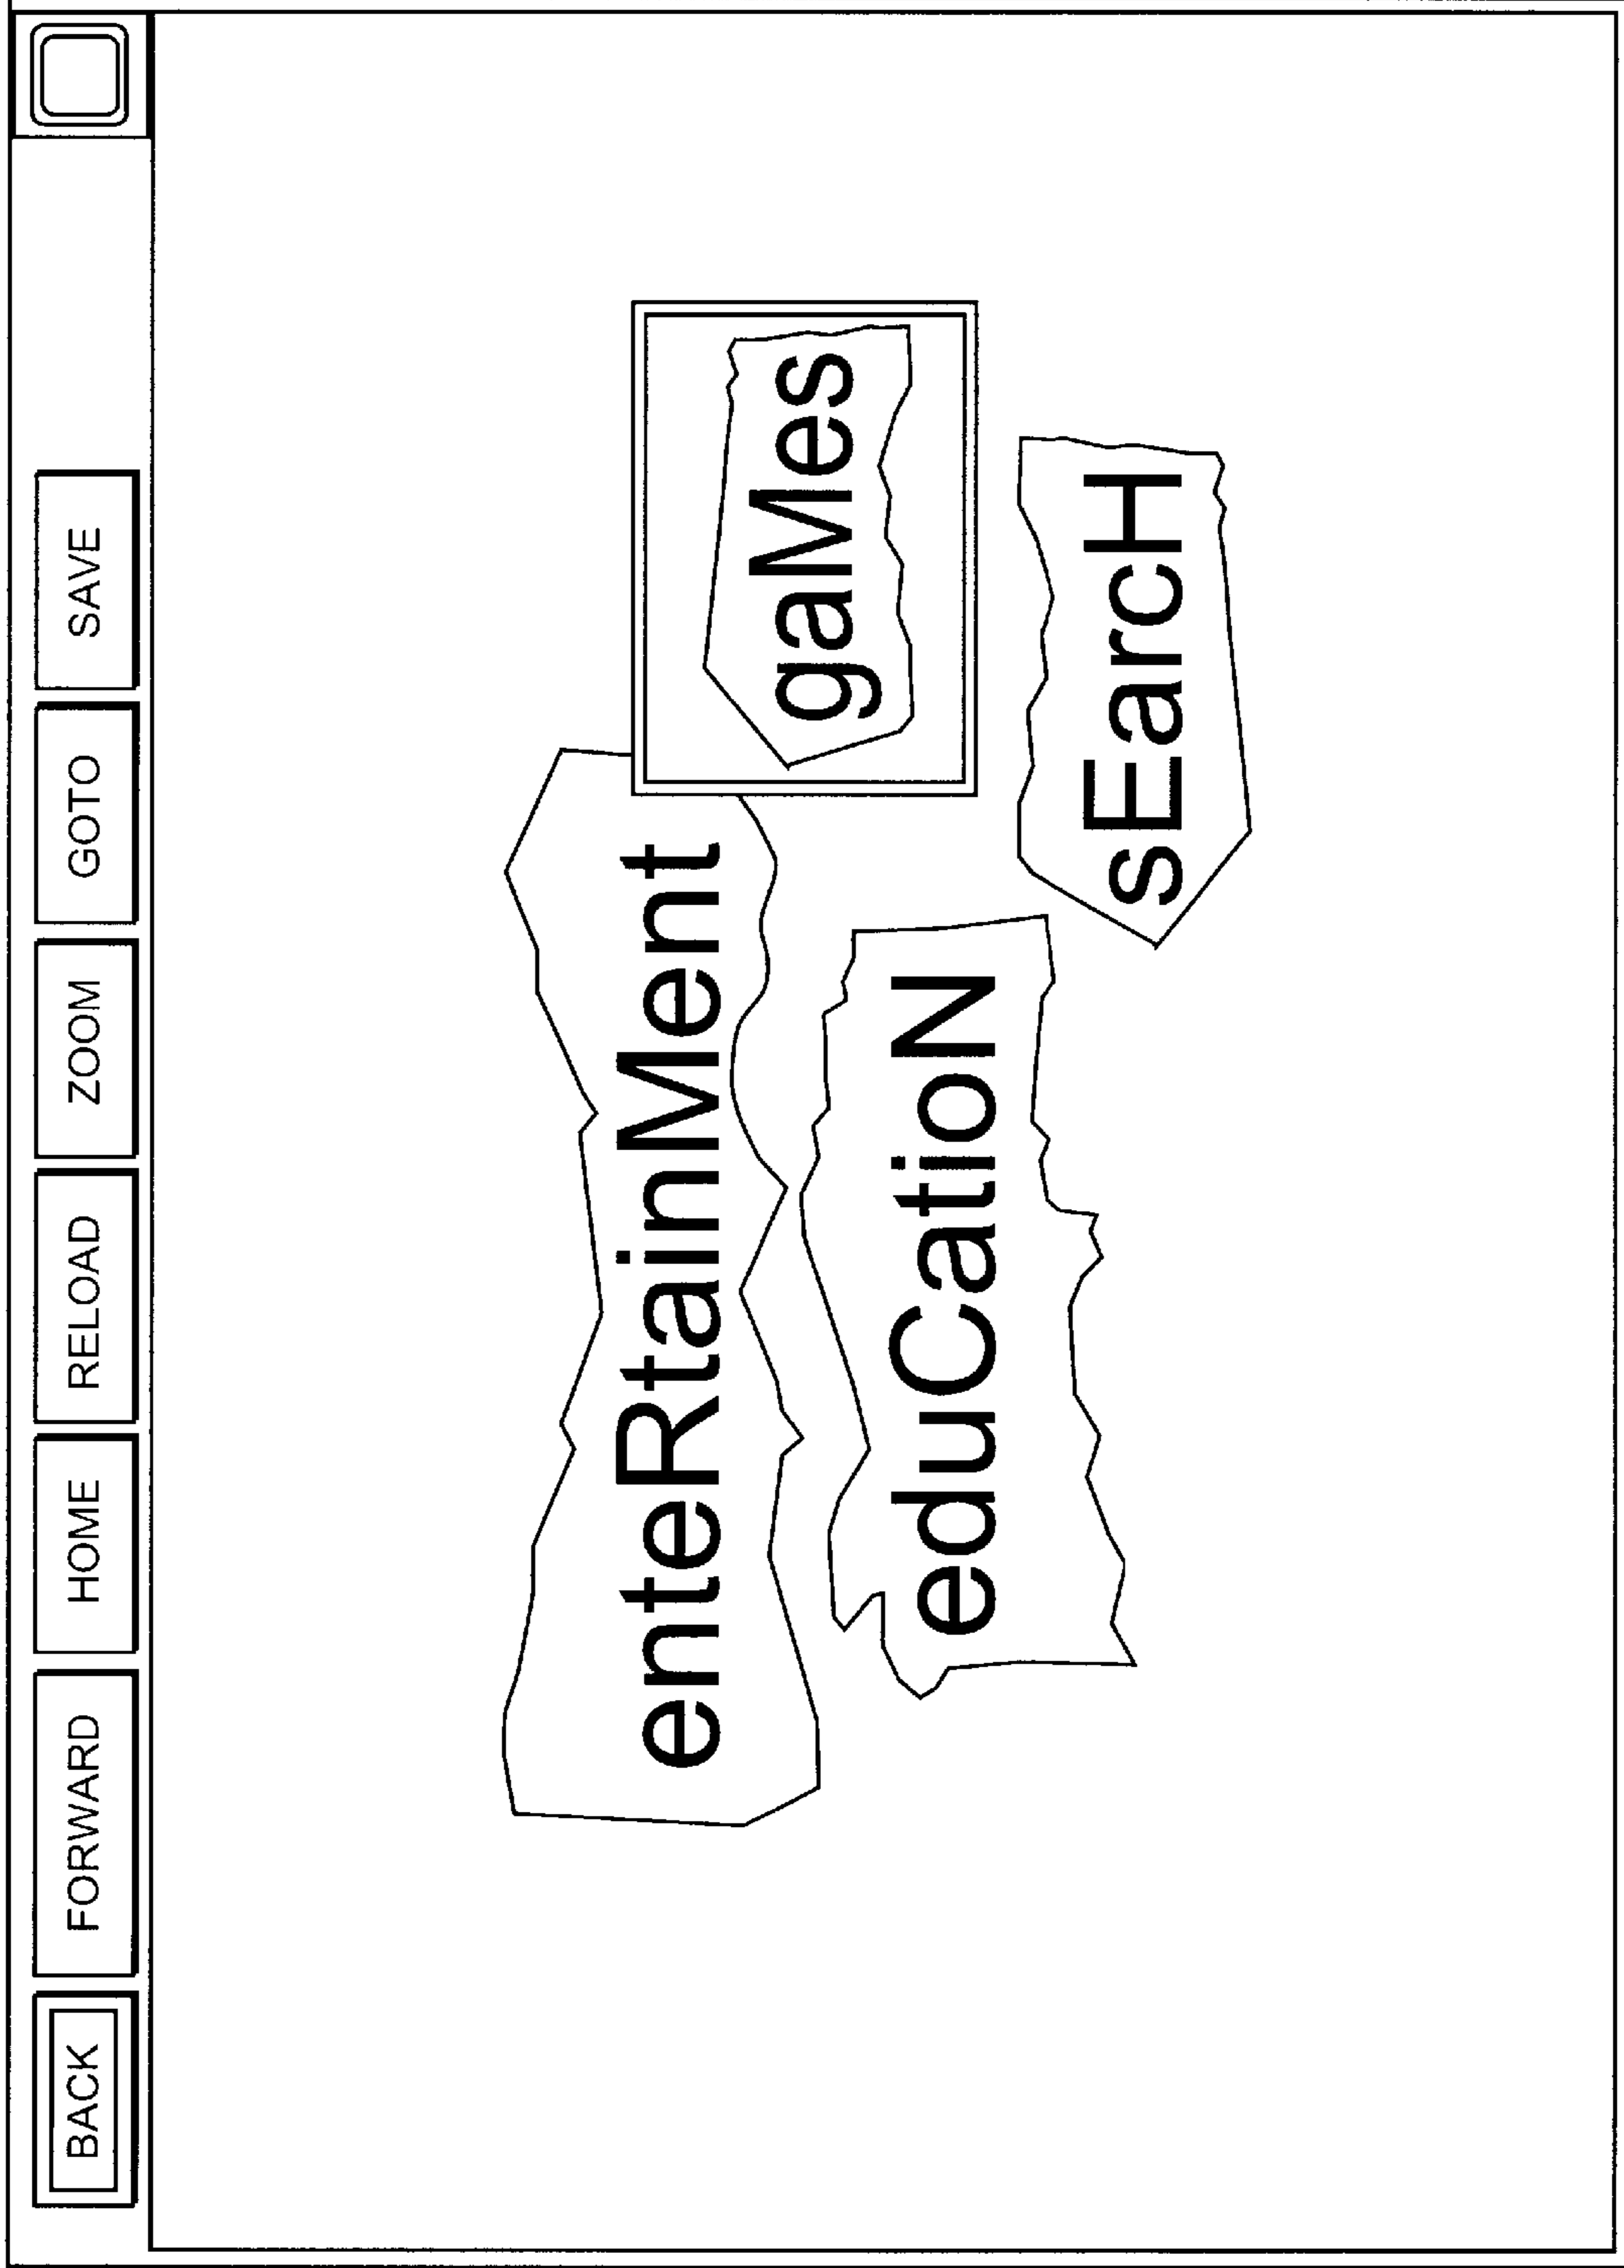 BACK FORWARD HOME RELOAD ZOOM GOTO SAVE
enteRtainMent
gaMes
eduCatioN
sEarcH